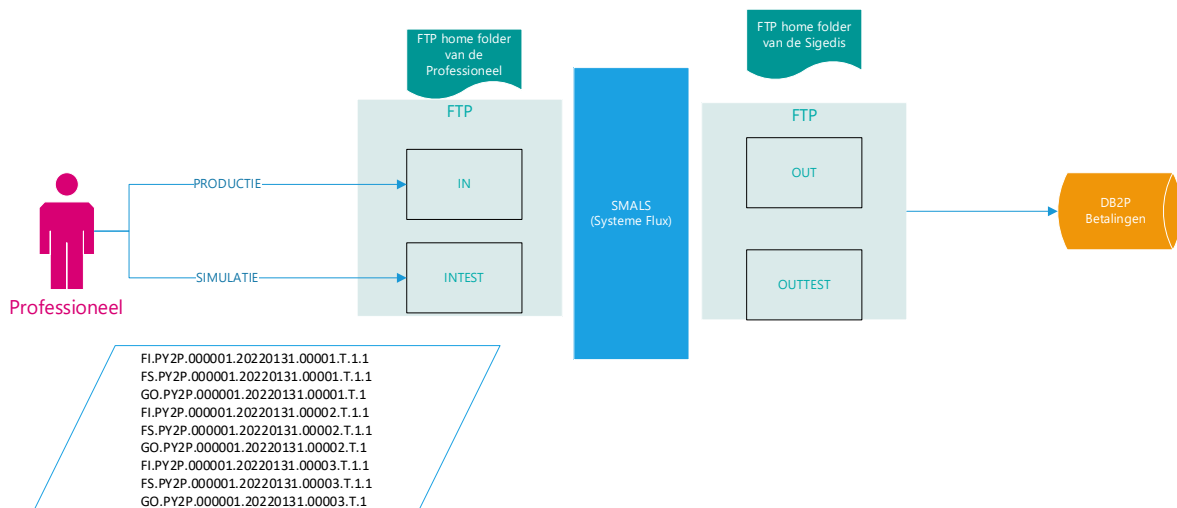 FTP home folder
van de
Professioneel
FTP home folder
van de Sigedis
FTP
FTP
IN
OUT
PRODUCTIE
SMALS
(Systeme Flux)
DB2P
Betalingen
SIMULATIE
INTEST
OUTTEST
Professioneel
FI.PY2P.000001.20220131.00001.T.1.1
FS.PY2P.000001.20220131.00001.T.1.1
GO.PY2P.000001.20220131.00001.T.1
FI.PY2P.000001.20220131.00002.T.1.1
FS.PY2P.000001.20220131.00002.T.1.1
GO.PY2P.000001.20220131.00002.T.1
FI.PY2P.000001.20220131.00003.T.1.1
FS.PY2P.000001.20220131.00003.T.1.1
GO.PY2P.000001.20220131.00003.T.1